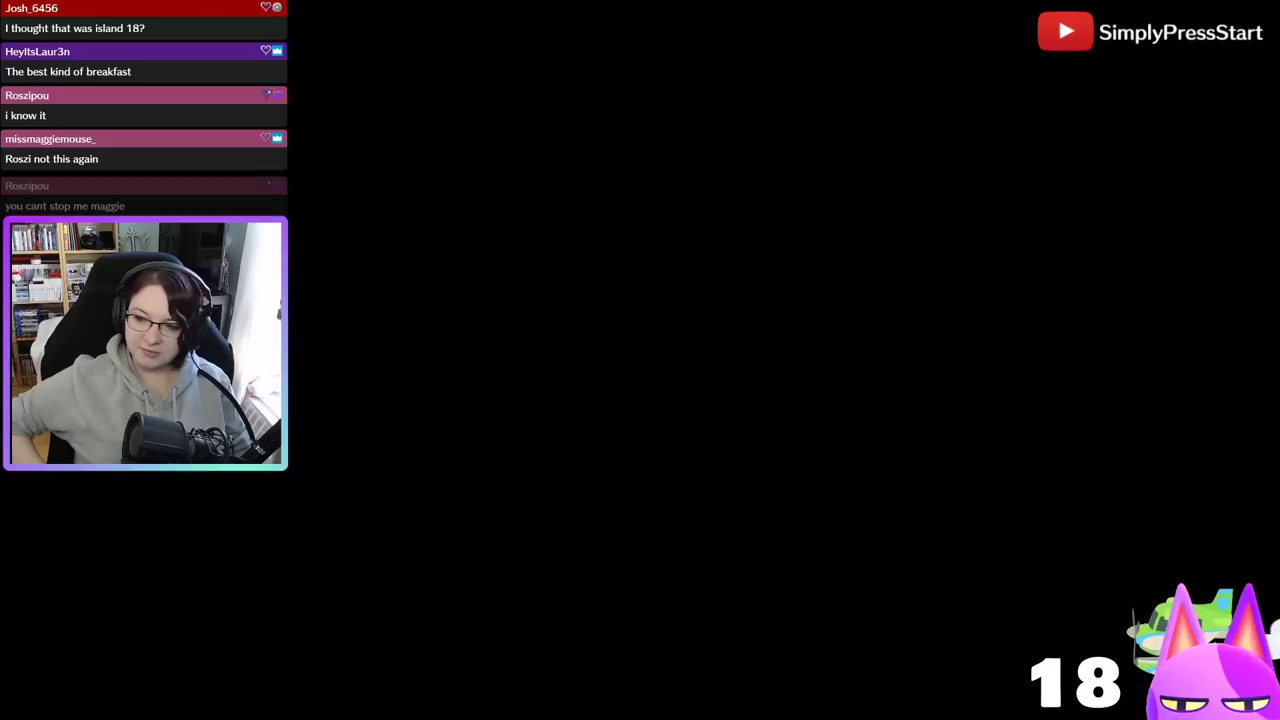 Josh_6456
I thought that was island 18?
HeyItsLaur3n
The best kind of breakfast
Roszipou
i know it
missmaggiemouse_
Roszi not this again
Roszipou
you cant stop me maggie
SimplyPressStart
18